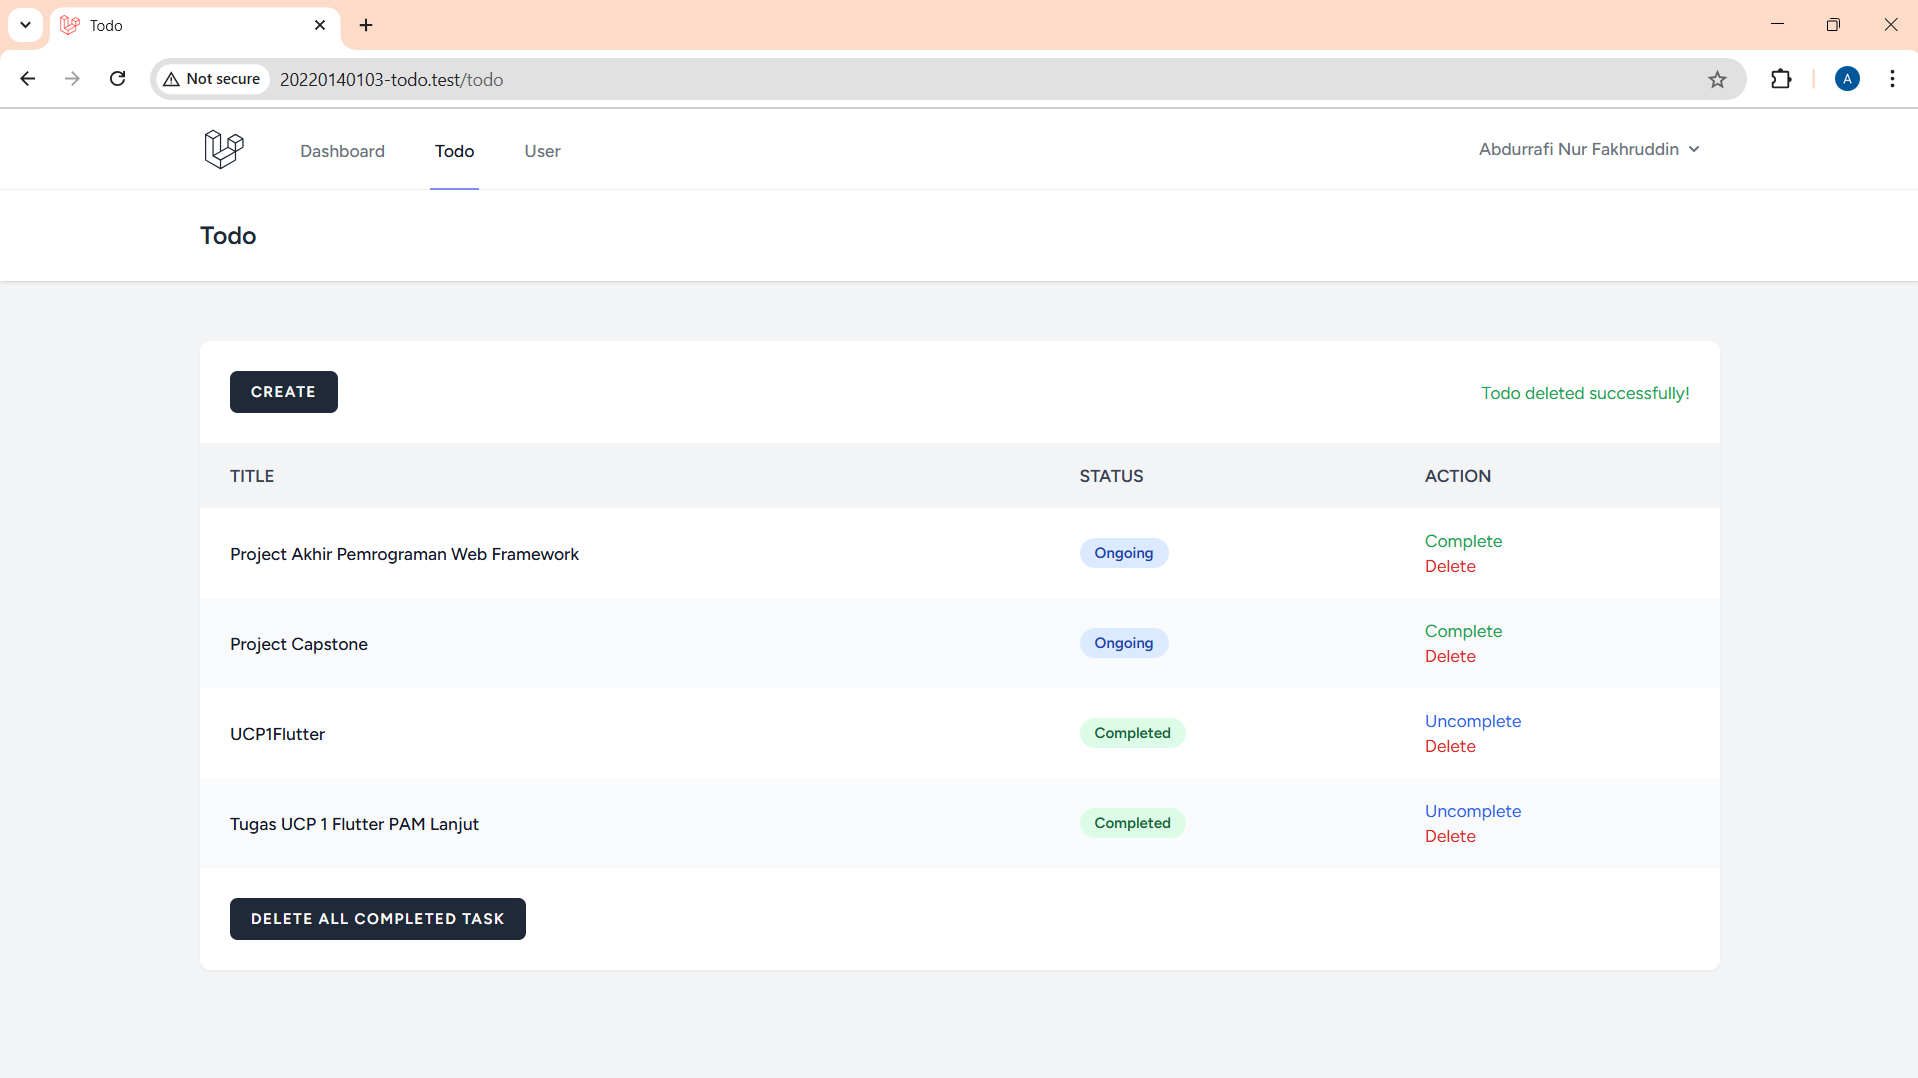 Todo
Not secure
20220140103-todo.test/todo
A
Dashboard
Todo
User
Abdurrafi Nur Fakhruddin
Todo
CREATE
Todo deleted successfully!
TITLE
STATUS
ACTION
Project Akhir Pemrograman Web Framework
Ongoing
Complete
Delete
Project Capstone
Ongoing
Complete
Delete
UCP1Flutter
Completed
Uncomplete
Delete
Tugas UCP 1 Flutter PAM Lanjut
Completed
Uncomplete
Delete
DELETE ALL COMPLETED TASK